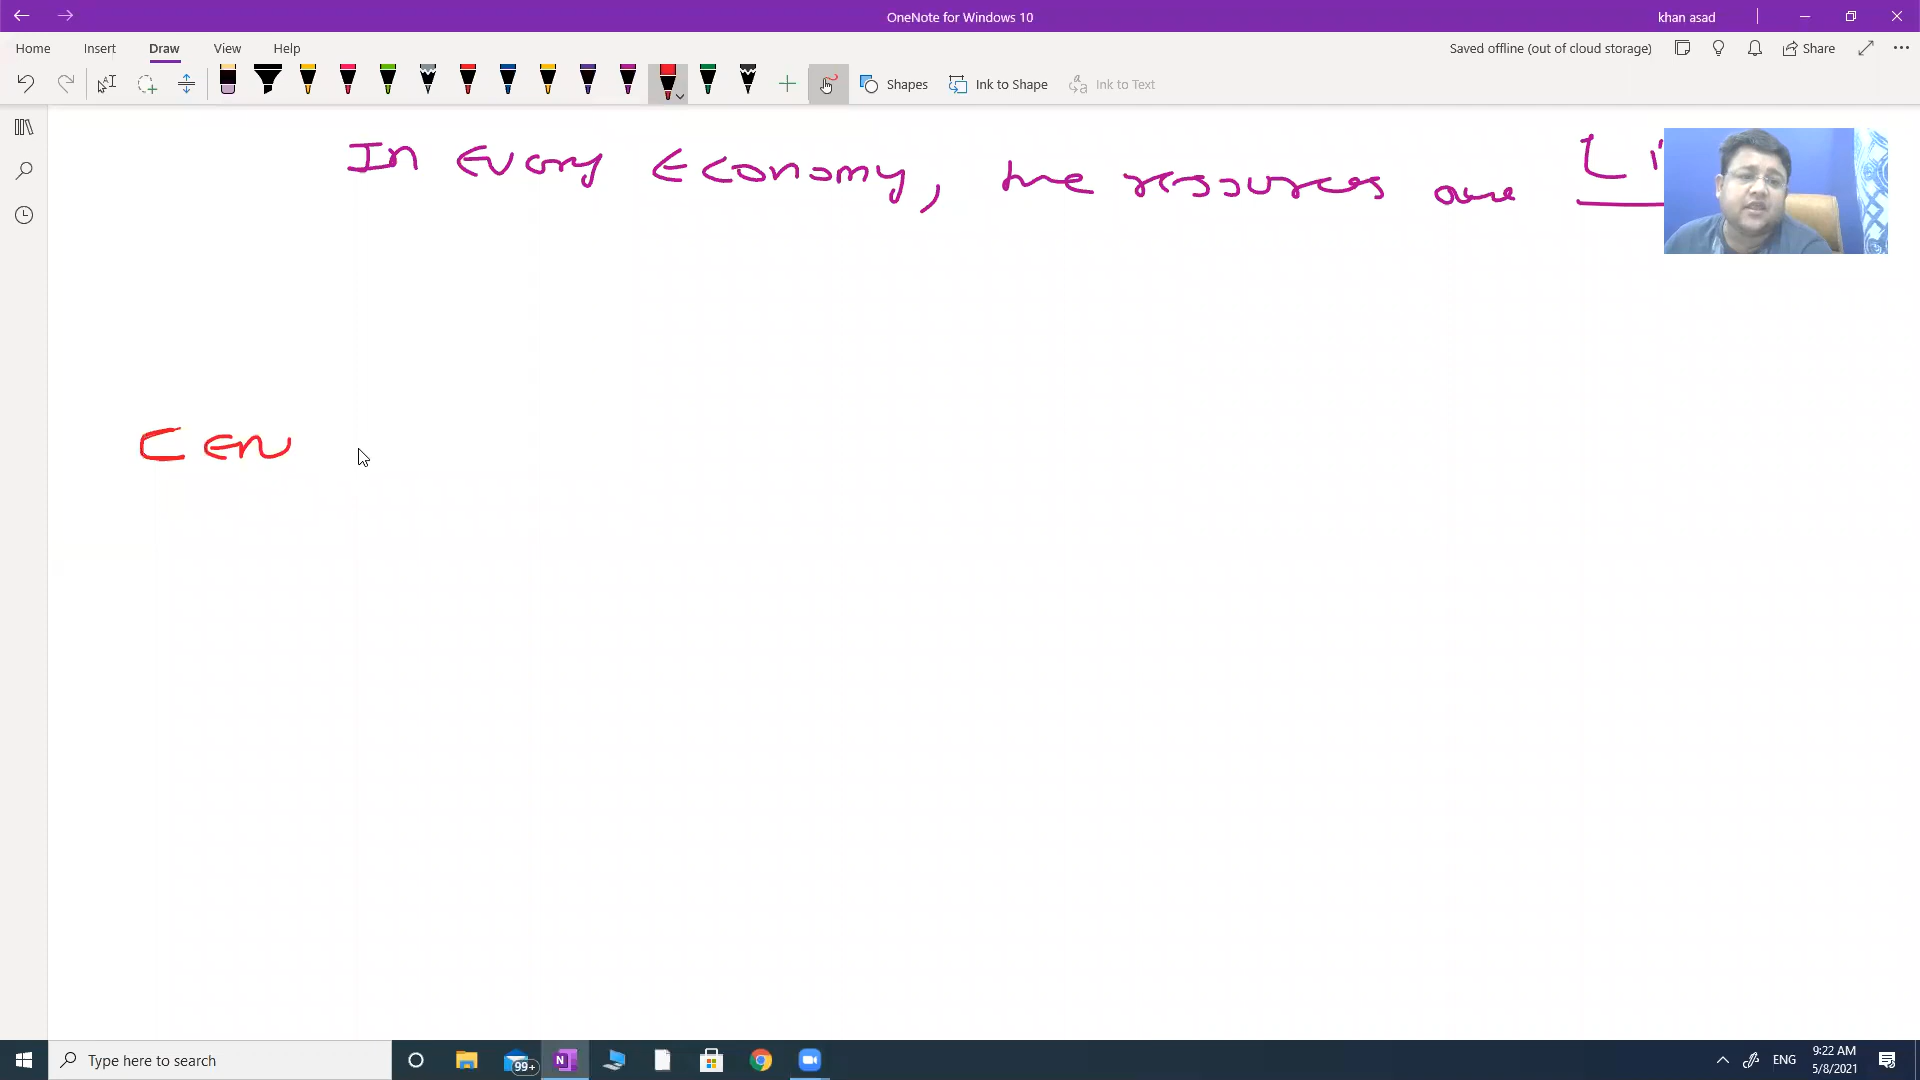 OneNote for Windows 10
khan asad
Home Insert Draw View Help
Saved offline (out of cloud storage)
Share
Shapes
Ink to Shape
Ink to Text
In Every Economy, the resources are Li
CEN
Type here to search
99+
ENG
9:22 AM
5/8/2021